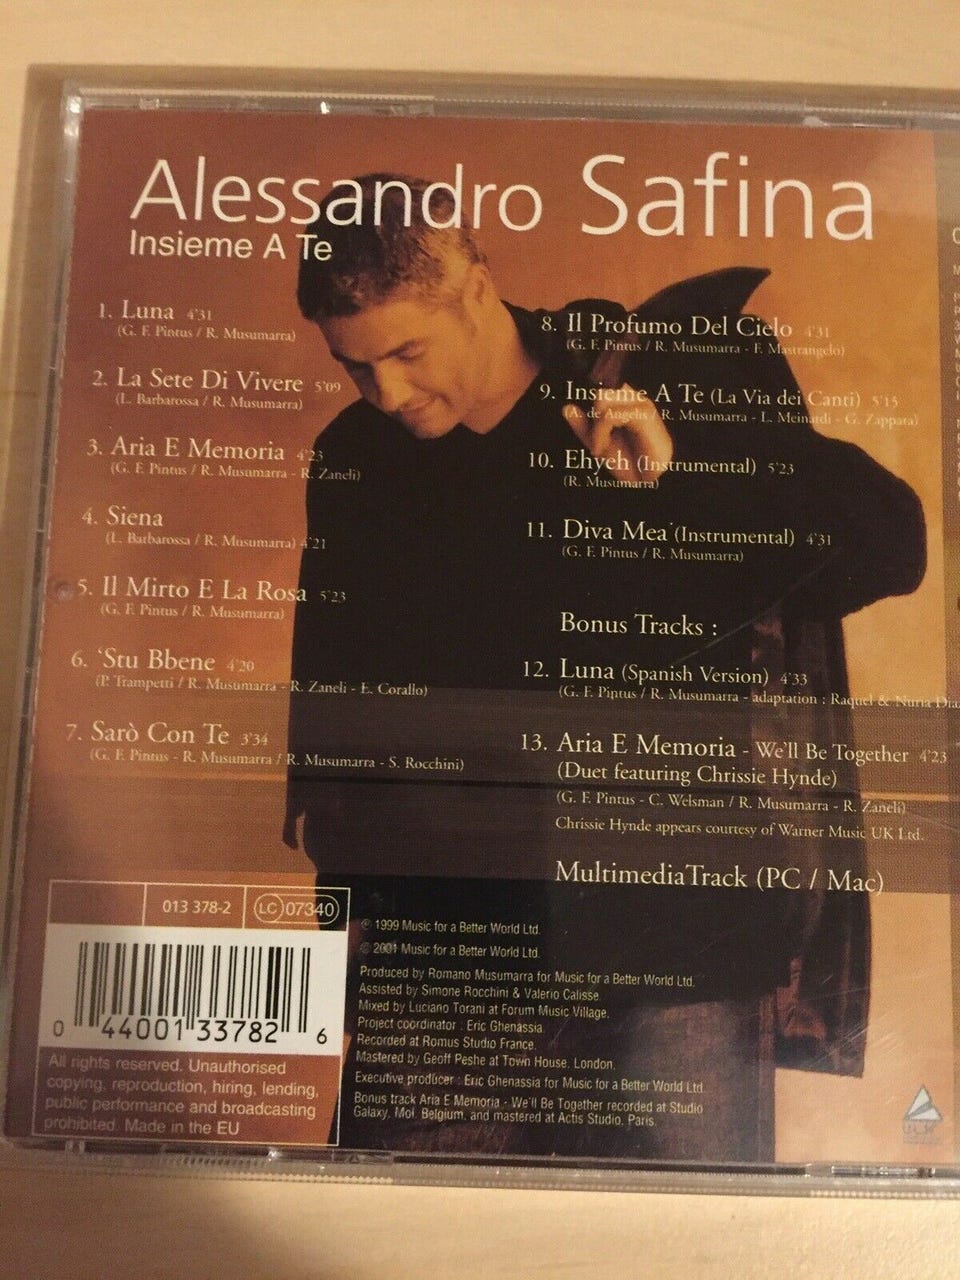 Alessandro Safina
Insieme A Te
1. Luna 4'31
(G. F. Pintus / R. Musumarra)
2. La Sete Di Vivere 5'09
(L. Barbarossa / R. Musumarra)
3. Aria E Memoria 4'23
(G. F. Pintus / R. Musumarra - R. Zaneli)
4. Siena
(L. Barbarossa / R. Musumarra) 4'21
5. Il Mirto E La Rosa 5'23
(G. F. Pintus / R. Musumarra)
6. 'Stu Bbene 4'20
(P. Trampetti / R. Musumarra - R. Zaneli - E. Corallo)
7. Sarò Con Te 3'34
(G. F. Pintus - R. Musumarra / R. Musumarra - S. Rocchini)
8. Il Profumo Del Cielo 4'31
(G. F. Pintus / R. Musumarra - F. Mastrangelo)
9. Insieme A Te (La Via dei Canti) 5'15
(A. de Angelis / R. Musumarra - L. Meinardi - G. Zappara)
10. Ehyeh (Instrumental) 5'23
(R. Musumarra)
11. Diva Mea (Instrumental) 4'31
(G. F. Pintus / R. Musumarra)
Bonus Tracks :
12. Luna (Spanish Version) 4'33
(G. F. Pintus / R. Musumarra - adaptation : Raquel & Nuria Diaz
13. Aria E Memoria - We'll Be Together 4'23
(Duet featuring Chrissie Hynde)
(G. F. Pintus - C. Welsman / R. Musumarra - R. Zaneli)
Chrissie Hynde appears courtesy of Warner Music UK Ltd.
MultimediaTrack (PC / Mac)
013 378-2 LC 07340
0 44001 33782 6
All rights reserved. Unauthorised
copying, reproduction, hiring, lending,
public performance and broadcasting
prohibited. Made in the EU
℗ 1999 Music for a Better World Ltd.
© 2001 Music for a Better World Ltd.
Produced by Romano Musumarra for Music for a Better World Ltd.
Assisted by Simone Rocchini & Valerio Calisse.
Mixed by Luciano Torani at Forum Music Village.
Project coordinator : Eric Ghenassia.
Recorded at Romus Studio France.
Mastered by Geoff Peshe at Town House, London.
Executive producer : Eric Ghenassia for Music for a Better World Ltd.
Bonus track Aria E Memoria - We'll Be Together recorded at Studio
Galaxy, Mol, Belgium, and mastered at Actis Studio, Paris.